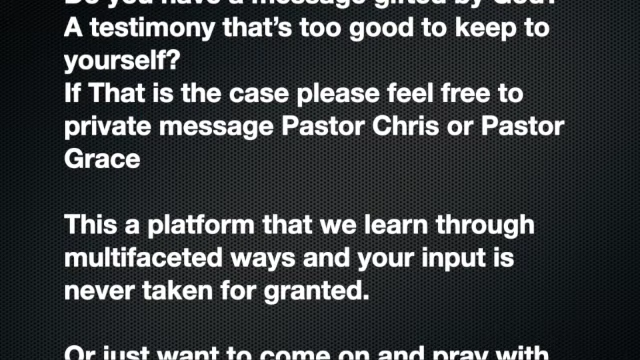 Do you have a message gifted by God?
A testimony that's too good to keep to
yourself?
If That is the case please feel free to
private message Pastor Chris or Pastor
Grace
This a platform that we learn through
multifaceted ways and your input is
never taken for granted.
Or just want to come on and pray with